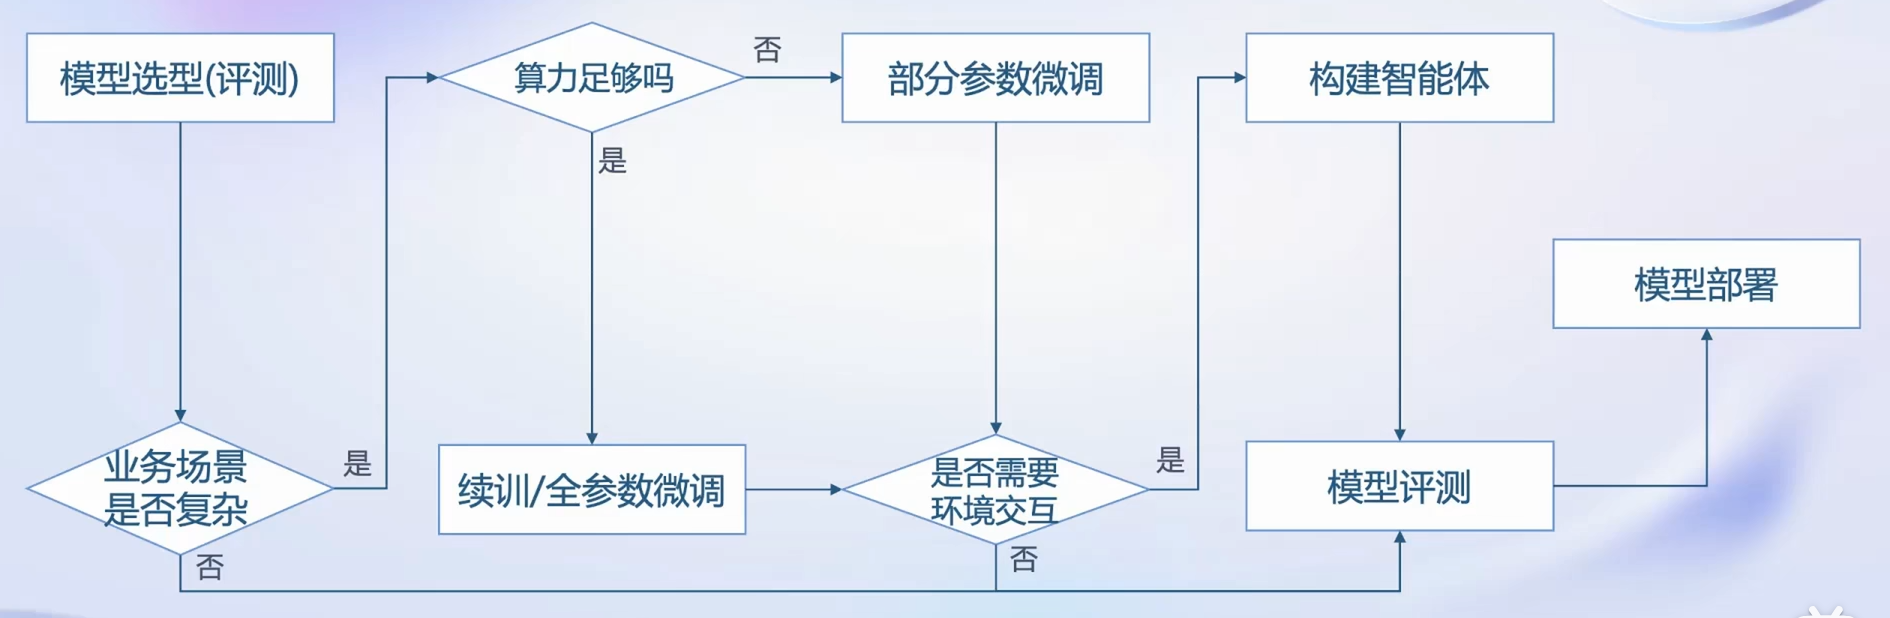 模型选型(评测)
算力足够吗
否
部分参数微调
构建智能体
是
模型部署
业务场景
是否复杂
是
续训/全参数微调
是否需要
环境交互
是
模型评测
否
否